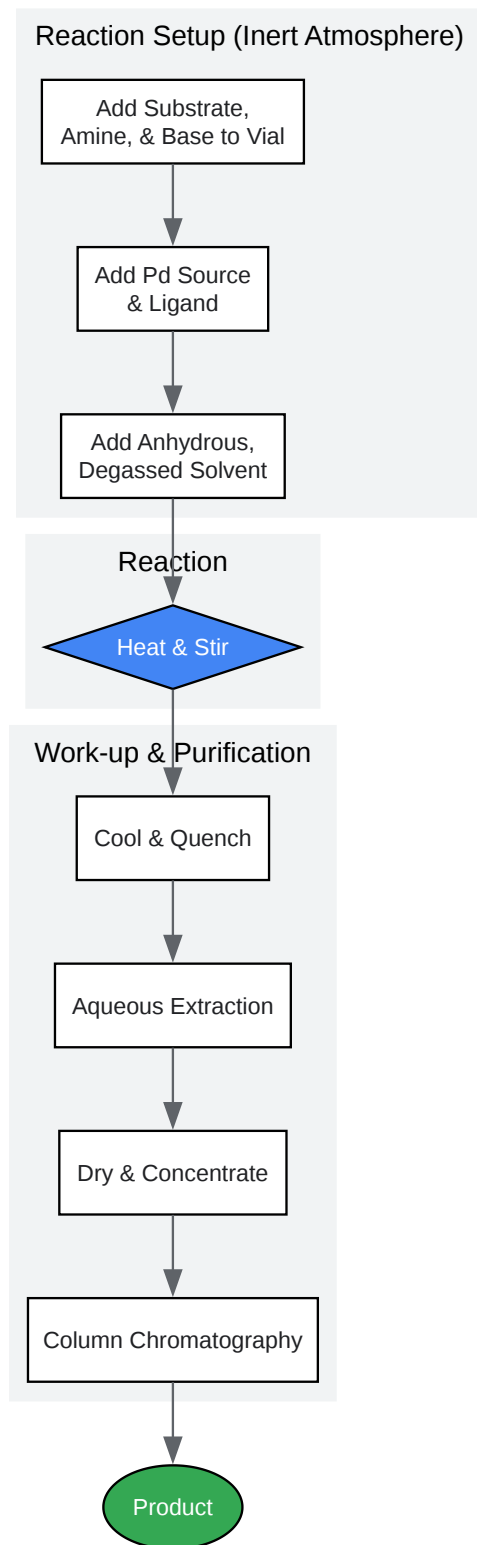 Reaction Setup (Inert Atmosphere)
Add Substrate,
Amine, & Base to Vial
Add Pd Source
& Ligand
Add Anhydrous,
Degassed Solvent
Reaction
Heat & Stir
Work-up & Purification
Cool & Quench
Aqueous Extraction
Dry & Concentrate
Column Chromatography
Product